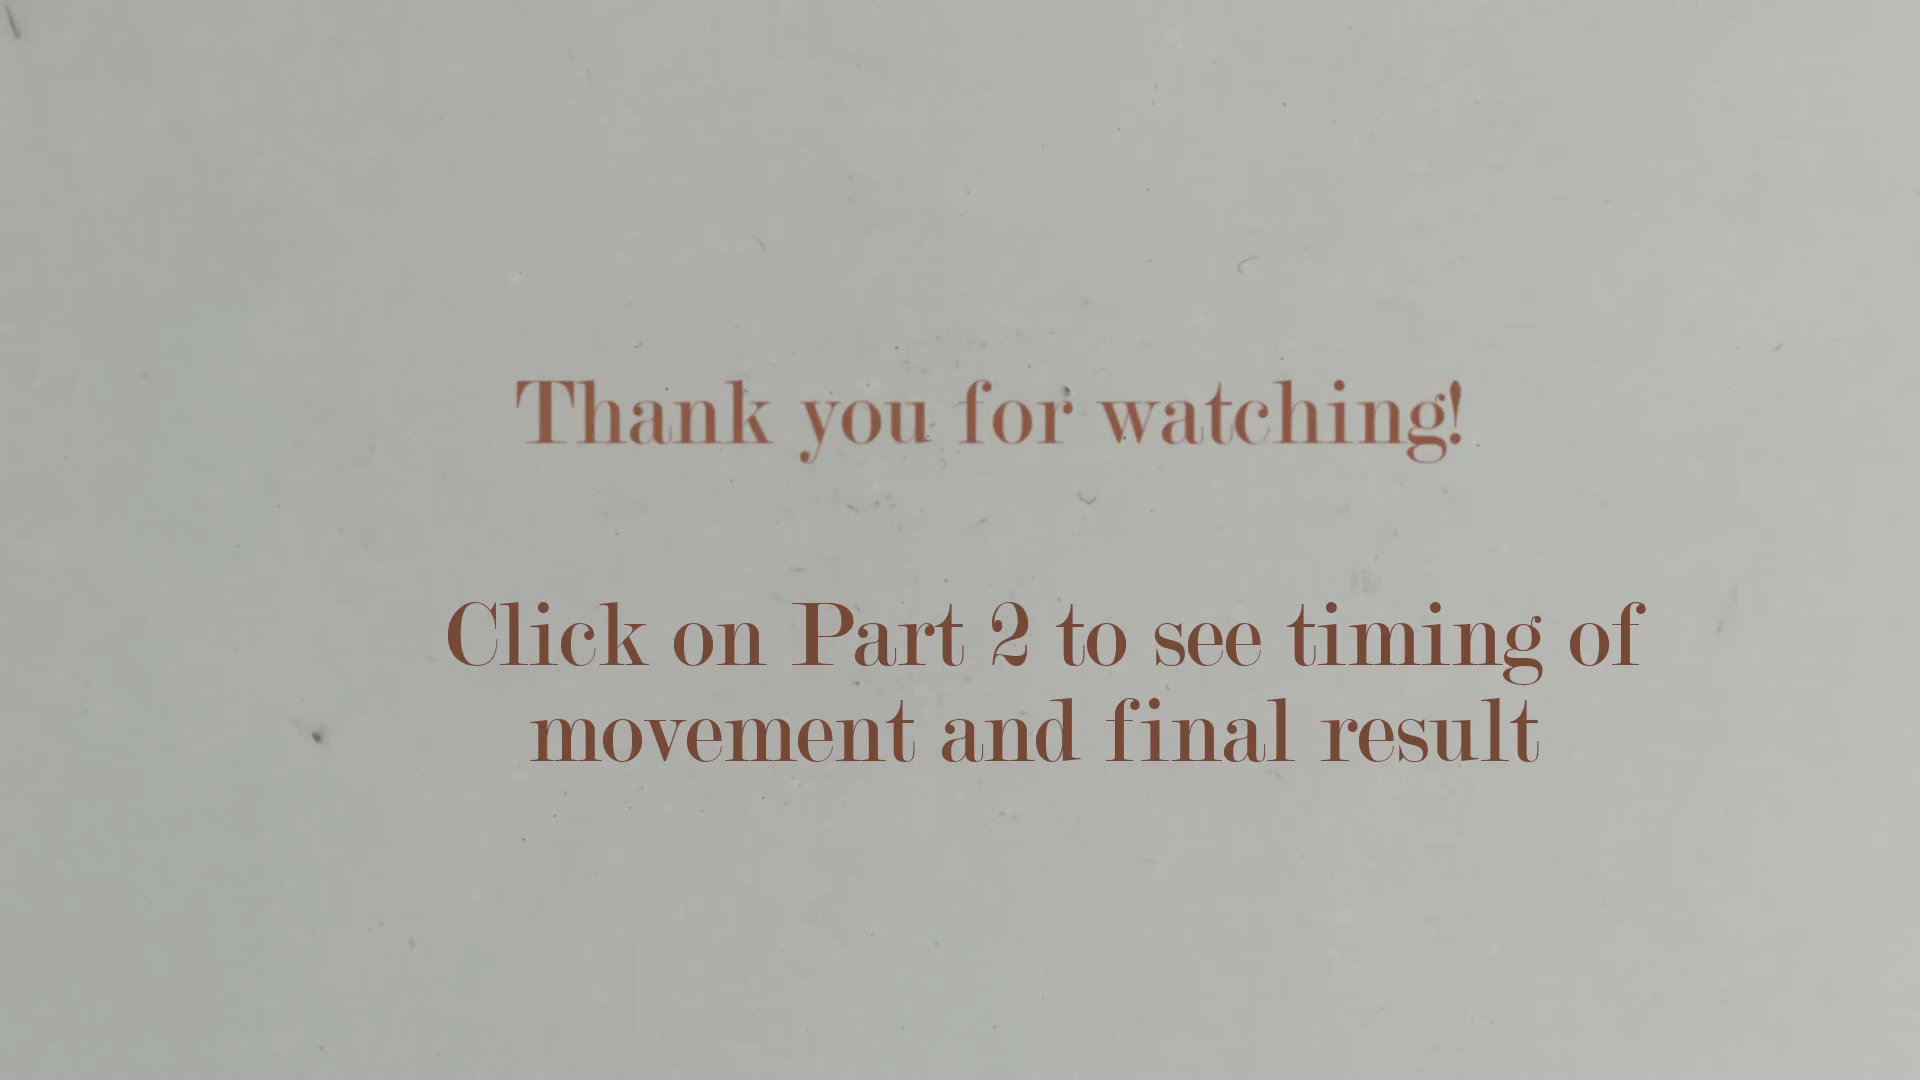 Thank you for watching!
Click on Part 2 to see timing of
movement and final result